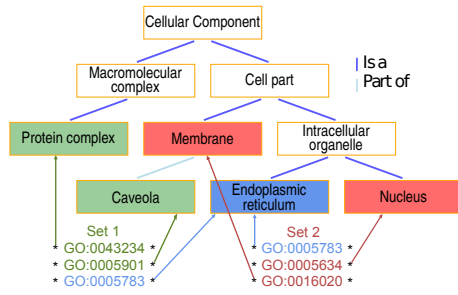 Cellular Component
Macromolecular
complex
Cell part
Is a
Part of
Protein complex
Membrane
Intracellular
organelle
Caveola
Endoplasmic
reticulum
Nucleus
Set 1
* GO:0043234 *
* GO:0005901 *
* GO:0005783 *
Set 2
* GO:0005783 *
* GO:0005634 *
* GO:0016020 *